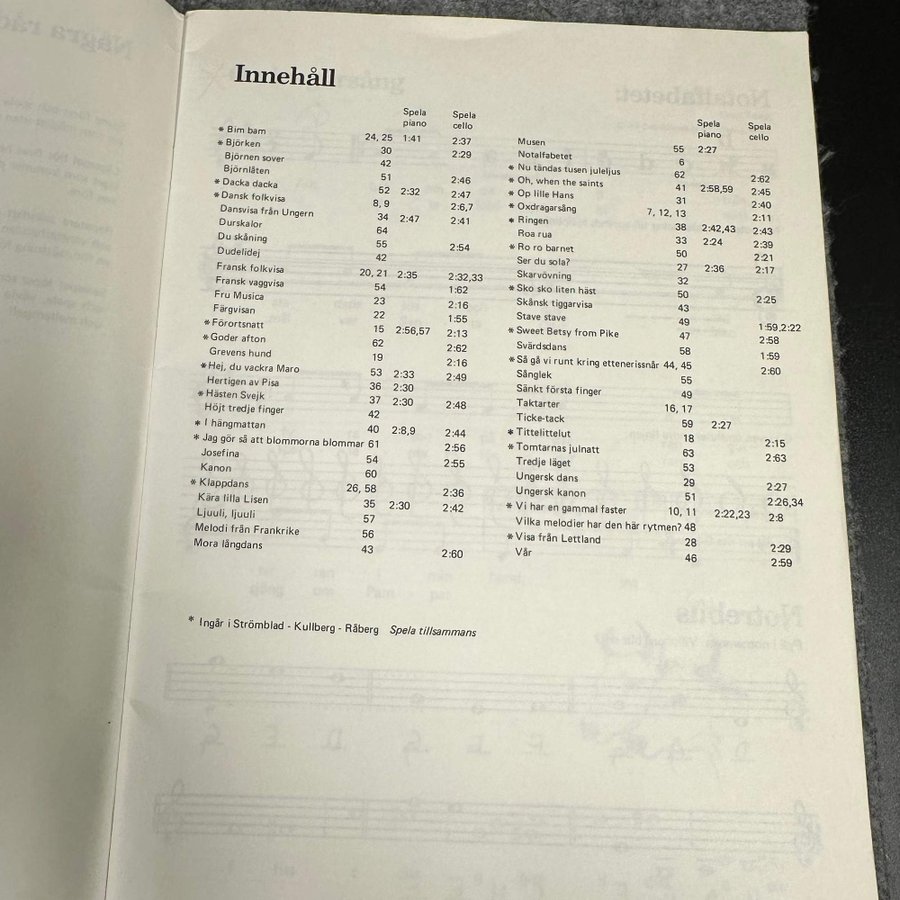 Innehåll
Spela piano Spela cello
* Bim bam 24, 25 1:41 2:37
* Björken 30 2:29
Björnen sover 42
Björnlåten 51 2:46
* Dacka dacka 52 2:32 2:47
* Dansk folkvisa 8, 9 2:6,7
Dansvisa från Ungern 34 2:47 2:41
Durskalor 64
Du skåning 55 2:54
Dudelidej 42
Fransk folkvisa 20, 21 2:35 2:32,33
Fransk vaggvisa 54 1:62
Fru Musica 23 2:16
Färgvisan 22 1:55
* Förortsnatt 15 2:56,57 2:13
* Goder afton 62 2:62
Grevens hund 19 2:16
* Hej, du vackra Maro 53 2:33 2:49
Hertigen av Pisa 36 2:30
* Hästen Svejk 37 2:30 2:48
Höjt tredje finger 42
* I hängmattan 40 2:8,9 2:44
* Jag gör så att blommorna blommar 61 2:56
Josefina 54 2:55
Kanon 60
* Klappdans 26, 58 2:36
Kära lilla Lisen 35 2:30 2:42
Ljuuli, ljuuli 57
Melodi från Frankrike 56
Mora långdans 43 2:60
Spela piano Spela cello
Musen 55 2:27
Notalfabetet 6
* Nu tändas tusen juleljus 62 2:62
* Oh, when the saints 41 2:58,59 2:45
* Op lille Hans 31 2:40
* Oxdragarsång 7, 12, 13 2:11
* Ringen 38 2:42,43 2:43
Roa rua 33 2:24 2:39
* Ro ro barnet 50 2:21
Ser du sola? 27 2:36 2:17
Skarvövning 32
* Sko sko liten häst 50 2:25
Skånsk tiggarvisa 43
Stave stave 49 1:59,2:22
* Sweet Betsy from Pike 47 2:58
Svärdsdans 58 1:59
* Så gå vi runt kring ettenerissnår 44, 45 2:60
Sånglek 55
Sänkt första finger 49
Taktarter 16, 17
Ticke-tack 59 2:27
* Tittelittelut 18 2:15
* Tomtarnas julnatt 63 2:63
Tredje läget 53
Ungersk dans 29 2:27
Ungersk kanon 51 2:26,34
* Vi har en gammal faster 10, 11 2:22,23 2:8
Vilka melodier har den här rytmen? 48
* Visa från Lettland 28 2:29
Vår 46 2:59
* Ingår i Strömblad - Kullberg - Råberg Spela tillsammans